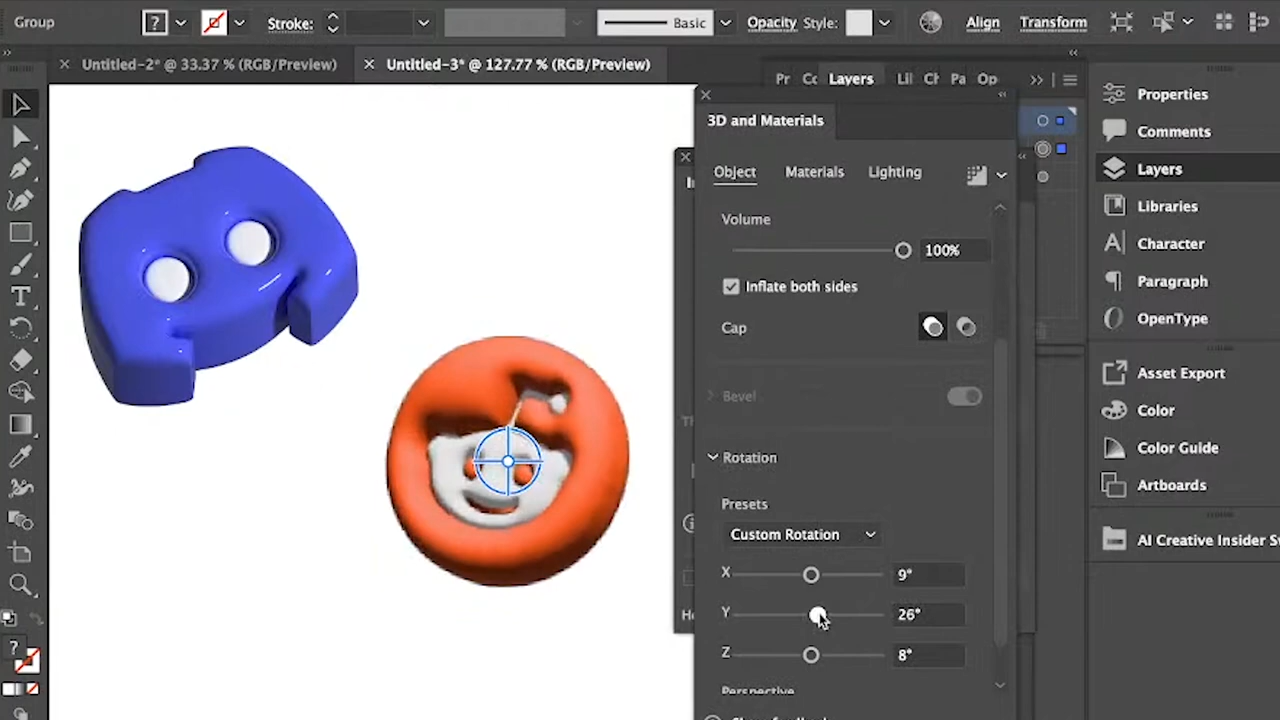 Group
?
Stroke:
Basic
Opacity
Style:
Align
Transform
Untitled-2* @ 33.37 % (RGB/Preview)
Untitled-3* @ 127.77 % (RGB/Preview)
Pr
Layers
Pa
Op
3D and Materials
Object
Materials
Lighting
Volume
100%
Inflate both sides
Cap
Bevel
Rotation
Presets
Custom Rotation
X
9°
Y
26°
Z
8°
Perspective
Properties
Comments
Layers
Libraries
Character
Paragraph
OpenType
Asset Export
Color
Color Guide
Artboards
AI Creative Insider
?